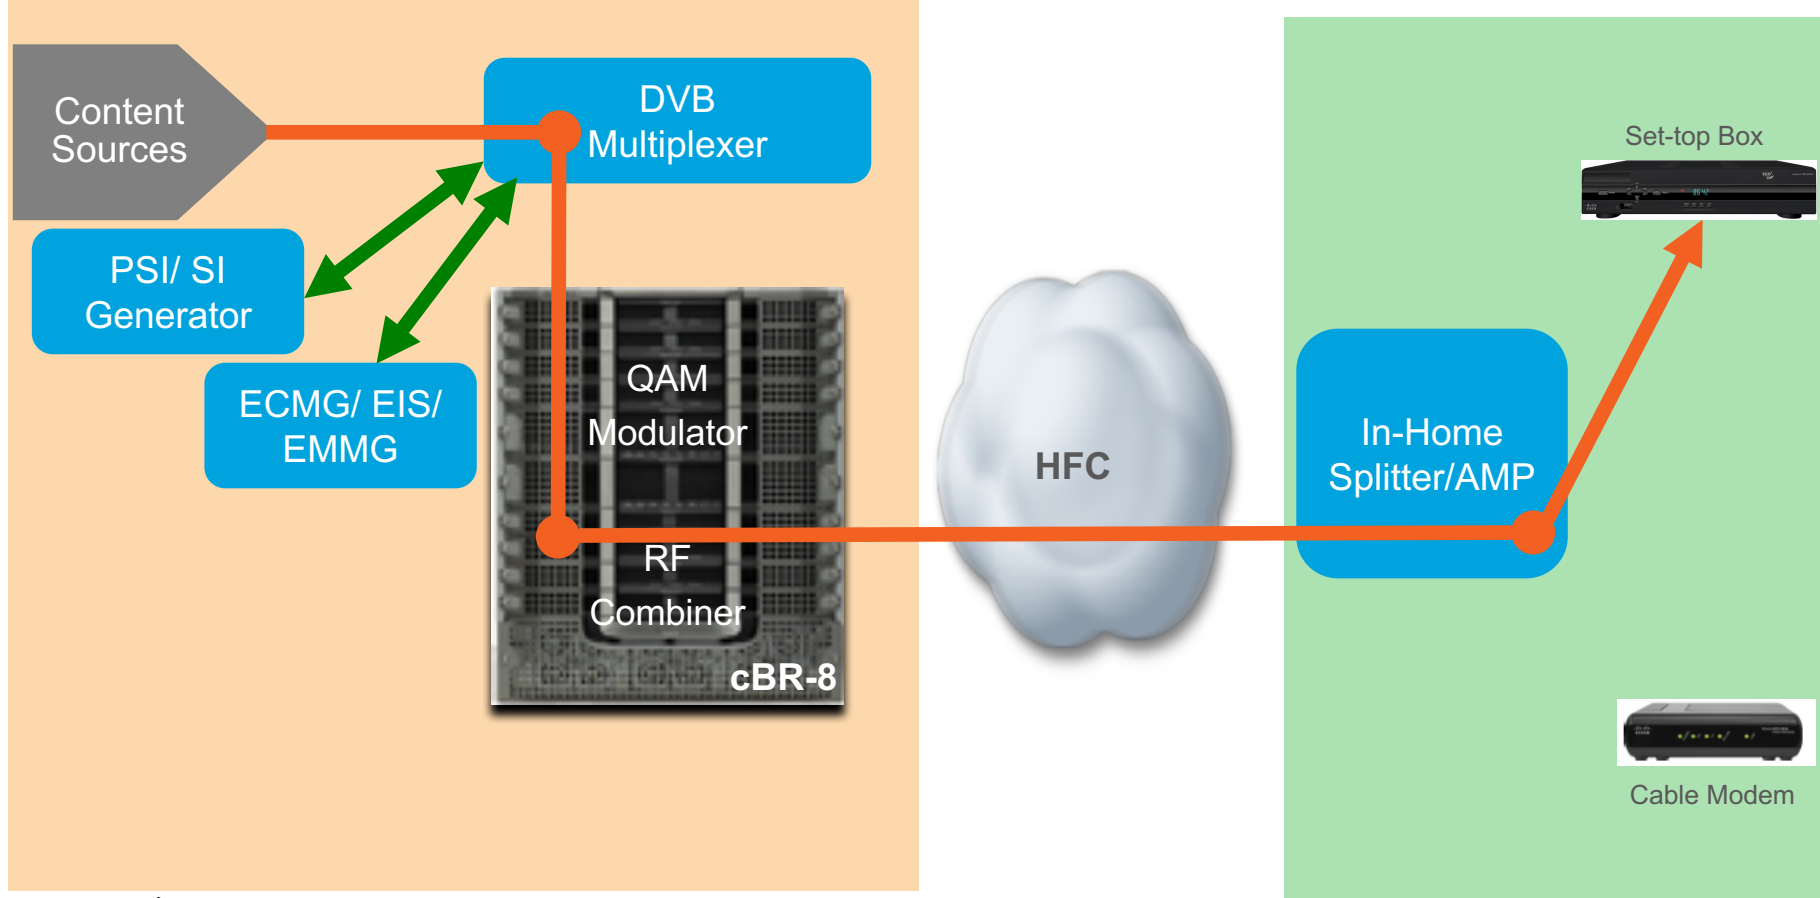 Content
Sources
DVB
Multiplexer
PSI/ SI
Generator
ECMG/ EIS/
EMMG
QAM
Modulator
RF
Combiner
cBR-8
HFC
In-Home
Splitter/AMP
Set-top Box
8642
Cable Modem